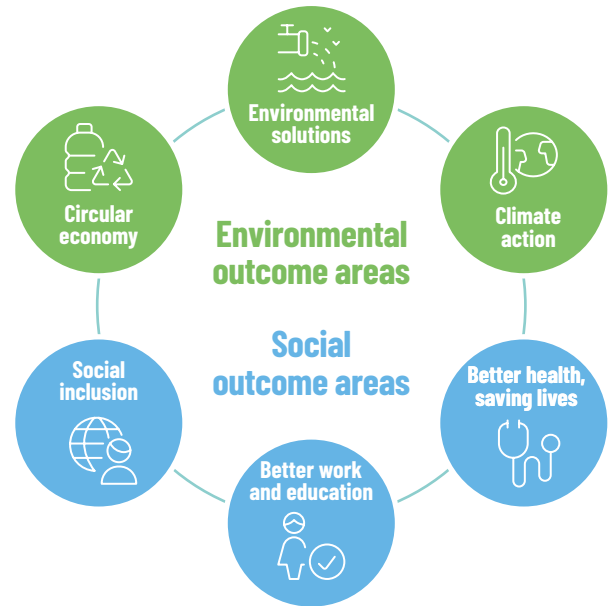 Environmental
solutions
Circular
economy
Climate
action
Environmental
outcome areas
Social
outcome areas
Social
inclusion
Better health,
saving lives
Better work
and education